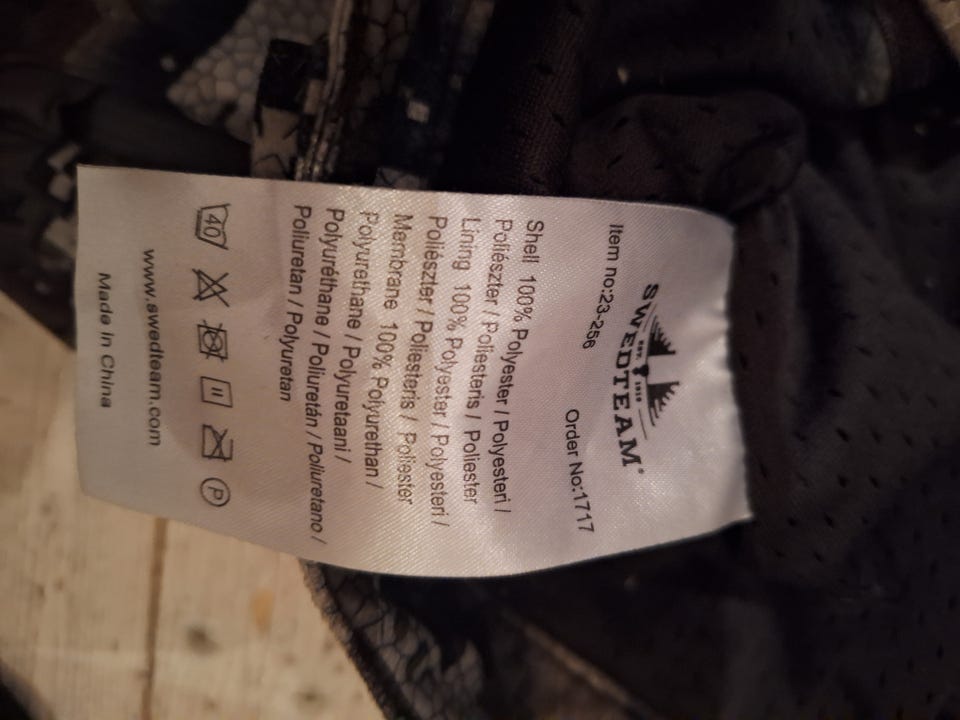 SWEDTEAM®
EST. 1919
Item no:23-256
Order No:1717
Shell 100% Polyester / Polyesteri /
Poliészter / Poliesteris / Poliester
Lining 100% Polyester / Polyesteri /
Poliészter / Poliesteris / Poliester
Membrane 100% Polyurethan /
Polyurethane / Polyuretaani /
Polyuréthane / Poliuretán / Poliuretano /
Poliuretan / Polyuretan
40
P
www.swedteam.com
Made In China